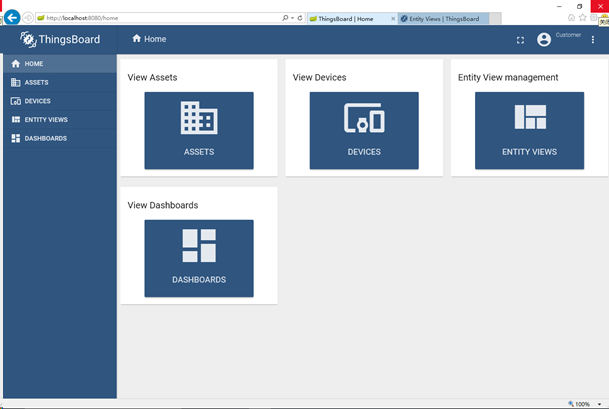 http://localhost:8080/home
ThingsBoard | Home
Entity Views | ThingsBoard
ThingsBoard
Home
Customer
HOME
ASSETS
DEVICES
ENTITY VIEWS
DASHBOARDS
View Assets
ASSETS
View Devices
DEVICES
Entity View management
ENTITY VIEWS
View Dashboards
DASHBOARDS
100%